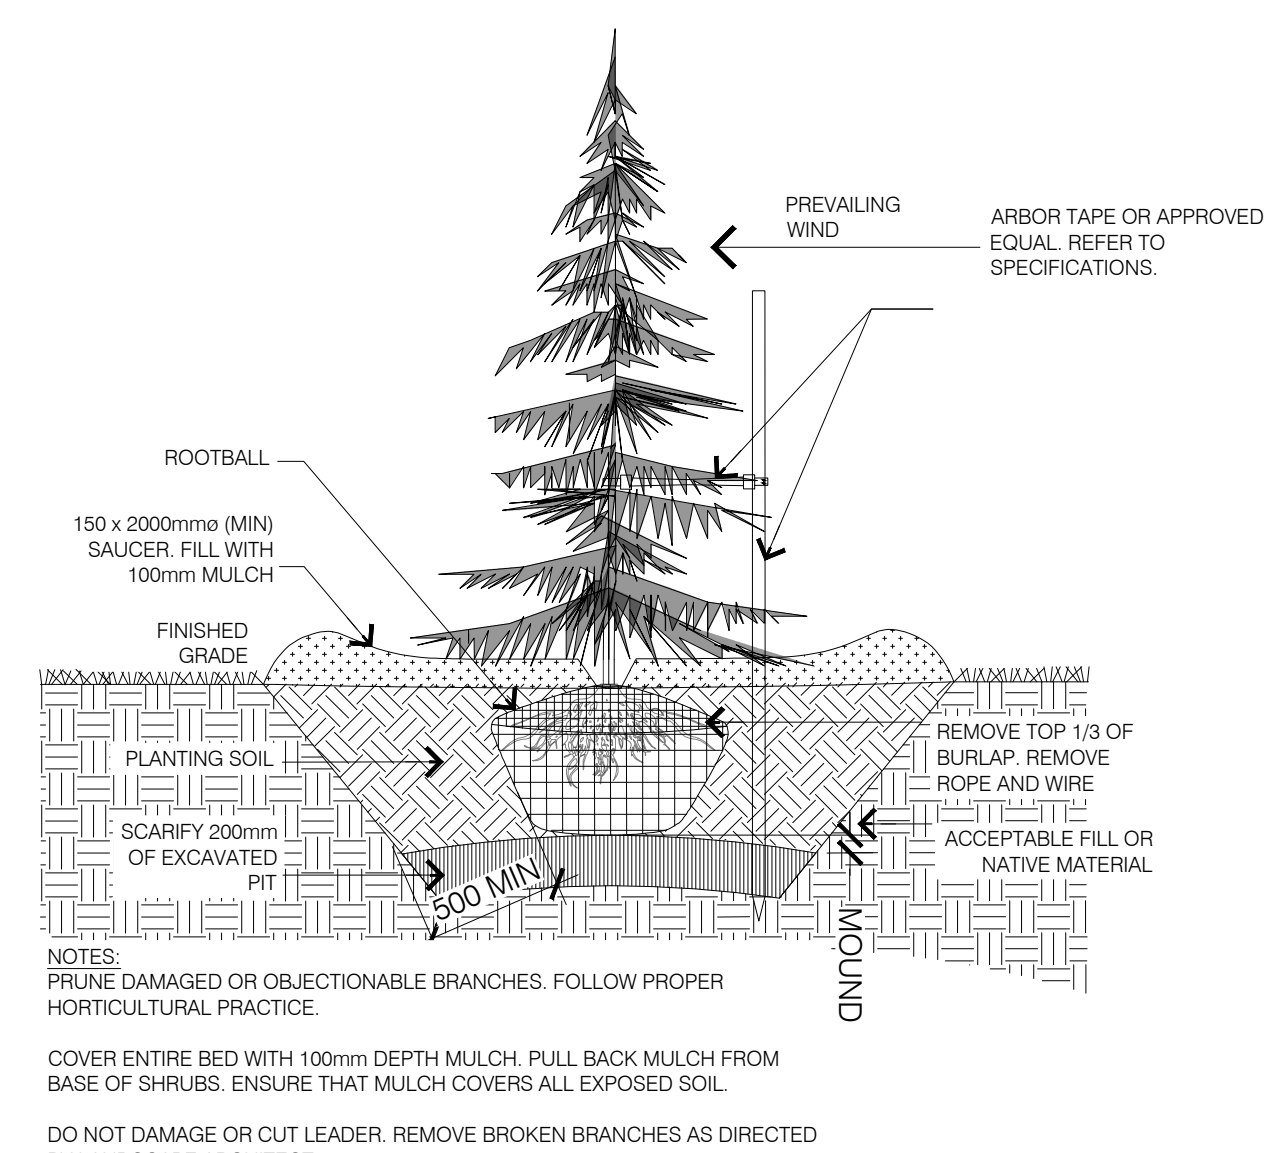 PREVAILING
WIND
ARBOR TAPE OR APPROVED
EQUAL. REFER TO
SPECIFICATIONS.
ROOTBALL
150 x 2000mmø (MIN)
SAUCER. FILL WITH
100mm MULCH
FINISHED
GRADE
PLANTING SOIL
SCARIFY 200mm
OF EXCAVATED
PIT
500 MIN
REMOVE TOP 1/3 OF
BURLAP. REMOVE
ROPE AND WIRE
ACCEPTABLE FILL OR
NATIVE MATERIAL
MOUND
NOTES:
PRUNE DAMAGED OR OBJECTIONABLE BRANCHES. FOLLOW PROPER
HORTICULTURAL PRACTICE.
COVER ENTIRE BED WITH 100mm DEPTH MULCH. PULL BACK MULCH FROM
BASE OF SHRUBS. ENSURE THAT MULCH COVERS ALL EXPOSED SOIL.
DO NOT DAMAGE OR CUT LEADER. REMOVE BROKEN BRANCHES AS DIRECTED